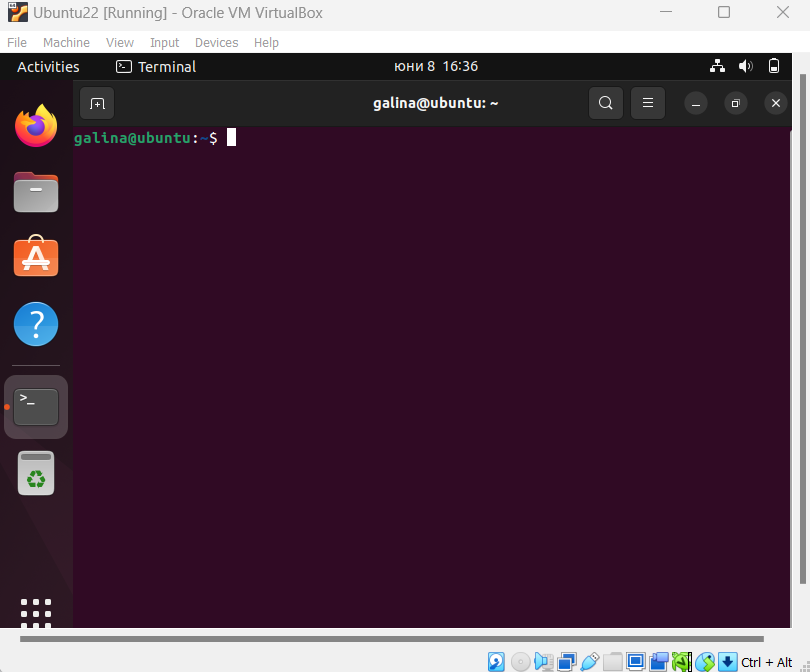 Ubuntu22 [Running] - Oracle VM VirtualBox
File Machine View Input Devices Help
Activities Terminal юни 8 16:36
galina@ubuntu: ~
galina@ubuntu:~$
>_
Ctrl + Alt